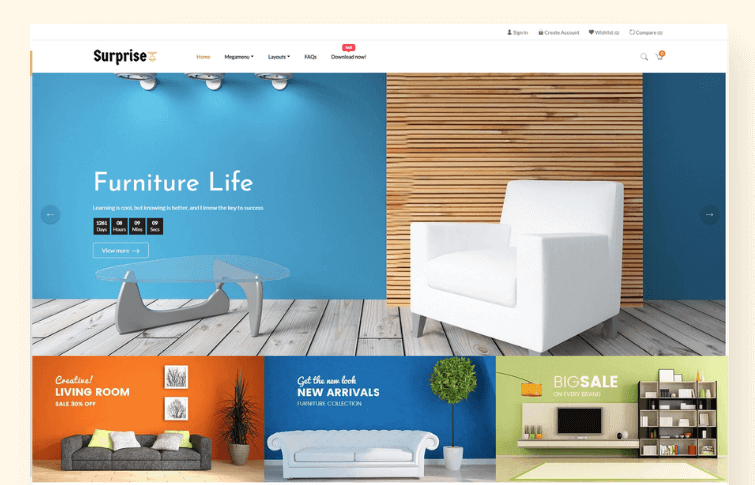 Sign in Create Account Wishlist (0) Compare (0)
Surprise
Home Megamenu Layouts FAQs Download now!
Hot
0
Furniture Life
Learning is cool, but knowing is better, and I know the key to success
1261 08 09 09
Days Hours Mins Secs
View more
Creative!
LIVING ROOM
SALE 30% OFF
Get the new look
NEW ARRIVALS
FURNITURE COLLECTION
BIGSALE
ON EVERY BRAND